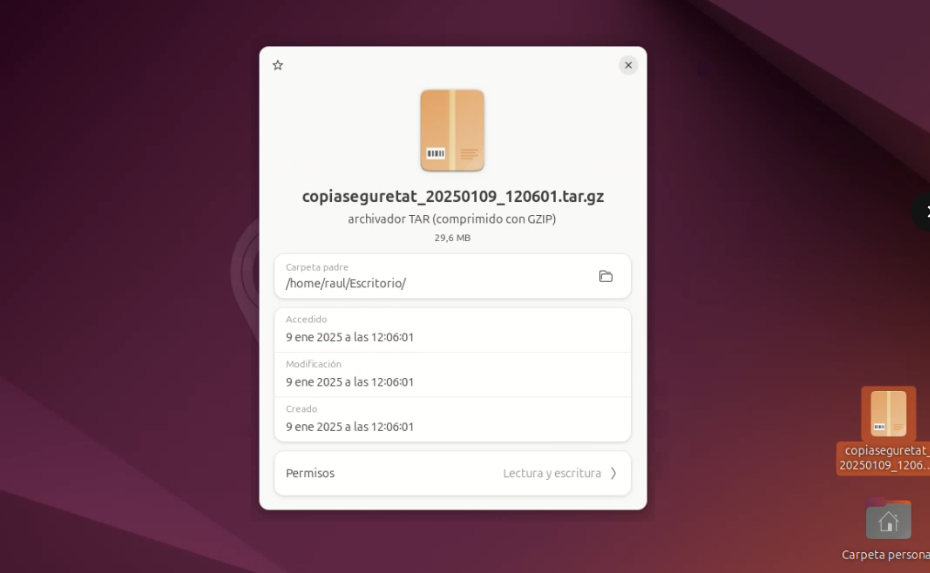 copiaseguretat_20250109_120601.tar.gz
archivador TAR (comprimido con GZIP)
29,6 MB
Carpeta padre
/home/raul/Escritorio/
Accedido
9 ene 2025 a las 12:06:01
Modificación
9 ene 2025 a las 12:06:01
Creado
9 ene 2025 a las 12:06:01
Permisos
Lectura y escritura
copiaseguretat_
20250109_1206...
Carpeta persona